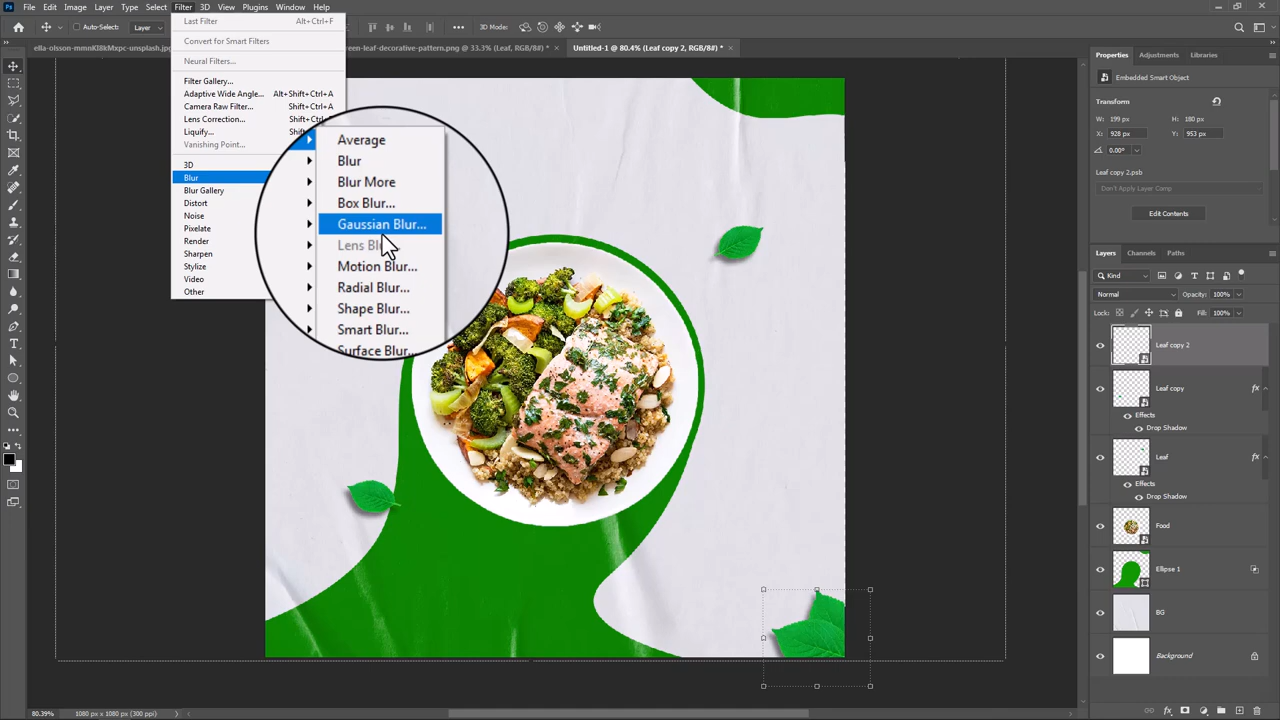 Ps File Edit Image Layer Type Select Filter 3D View Plugins Window Help
Auto-Select: Layer 3D Mode:
ella-olsson-mmnKI8kMxpc-unsplash.jpg
reen-leaf-decorative-pattern.png @ 33.3% (Leaf, RGB/8#) * ×
Untitled-1 @ 80.4% (Leaf copy 2, RGB/8#) * ×
Last Filter Alt+Ctrl+F
Convert for Smart Filters
Neural Filters...
Filter Gallery...
Adaptive Wide Angle... Alt+Shift+Ctrl+A
Camera Raw Filter... Shift+Ctrl+A
Lens Correction... Shift+Ctrl
Liquify... Shift
Vanishing Point...
3D
Blur
Blur Gallery
Distort
Noise
Pixelate
Render
Sharpen
Stylize
Video
Other
Average
Blur
Blur More
Box Blur...
Gaussian Blur...
Lens Bl
Motion Blur...
Radial Blur...
Shape Blur...
Smart Blur...
Surface Blur...
Properties Adjustments Libraries
Embedded Smart Object
Transform
W: 199 px H: 180 px
X: 928 px Y: 953 px
0.00°
Leaf copy 2.psb
Don't Apply Layer Comp
Edit Contents
Layers Channels Paths
Kind
Normal Opacity: 100%
Lock: Fill: 100%
Leaf copy 2
Leaf copy fx
Effects
Drop Shadow
Leaf fx
Effects
Drop Shadow
Food
Ellipse 1
BG
Background
80.39% 1080 px x 1080 px (300 ppi)